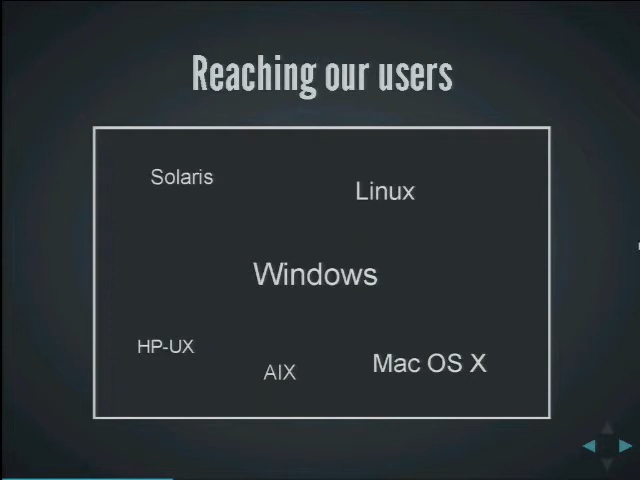 Reaching our users
Solaris
Linux
Windows
HP-UX
AIX
Mac OS X